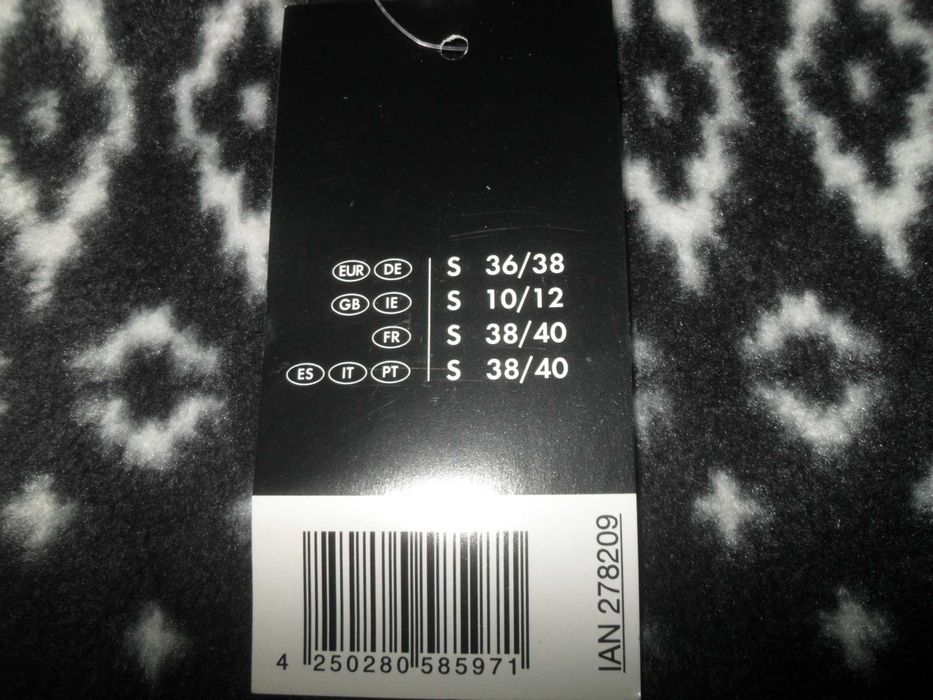 EUR DE S 36/38
GB IE S 10/12
FR S 38/40
ES IT PT S 38/40
4 250280 585971
IAN 278209